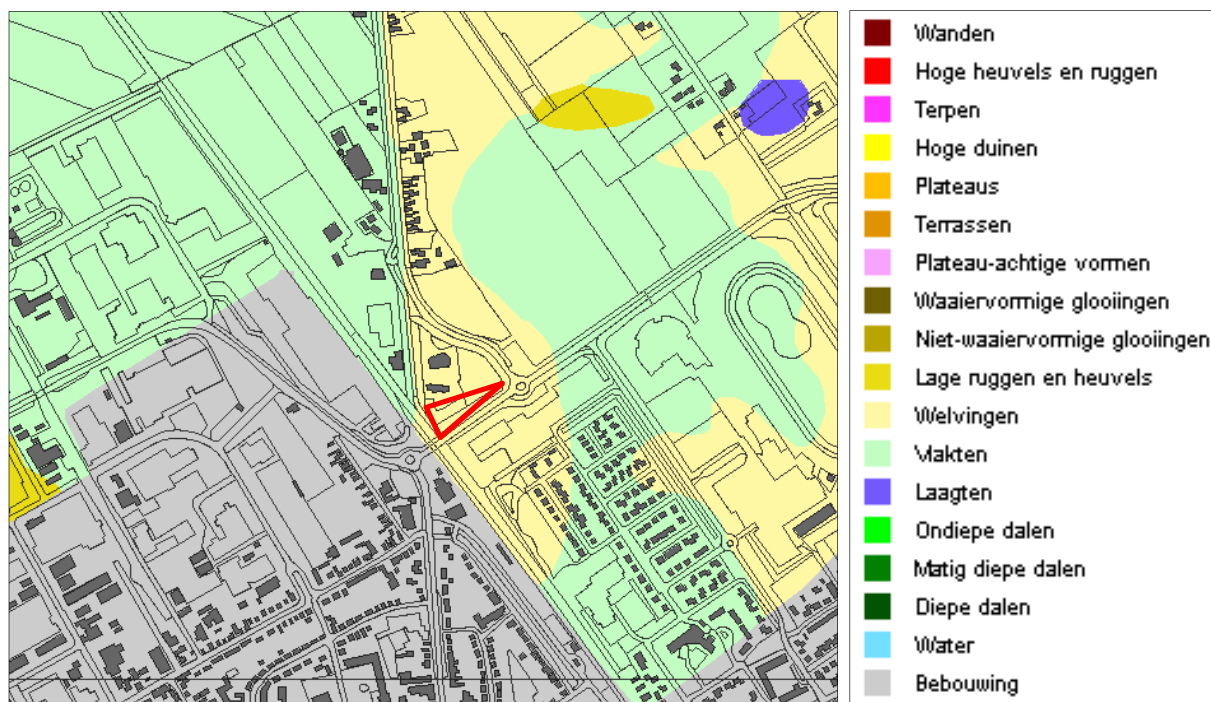 Wanden
Hoge heuvels en ruggen
Terpen
Hoge duinen
Plateaus
Terrassen
Plateau-achtige vormen
Waaiervormige glooiingen
Niet-waaiervormige glooiingen
Lage ruggen en heuvels
Welvingen
Vlakten
Laagten
Ondiepe dalen
Matig diepe dalen
Diepe dalen
Water
Bebouwing